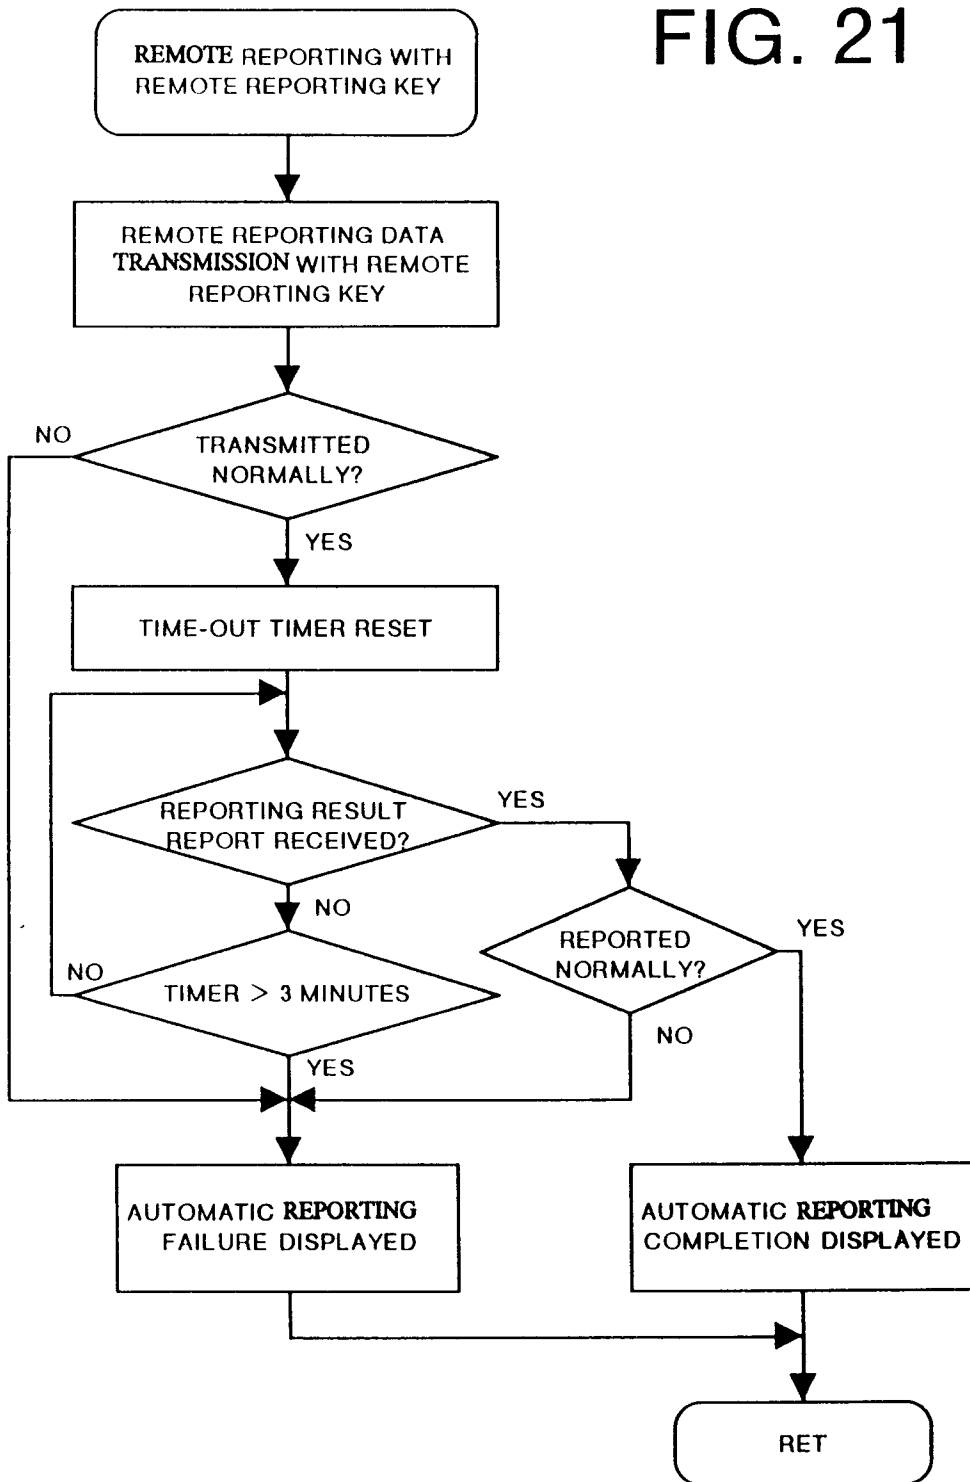 FIG. 21
REMOTE REPORTING WITH
REMOTE REPORTING KEY
REMOTE REPORTING DATA
TRANSMISSION WITH REMOTE
REPORTING KEY
NO
TRANSMITTED
NORMALLY?
YES
TIME-OUT TIMER RESET
REPORTING RESULT
REPORT RECEIVED?
YES
NO
REPORTED
NORMALLY?
YES
NO
NO
TIMER > 3 MINUTES
YES
AUTOMATIC REPORTING
FAILURE DISPLAYED
AUTOMATIC REPORTING
COMPLETION DISPLAYED
RET